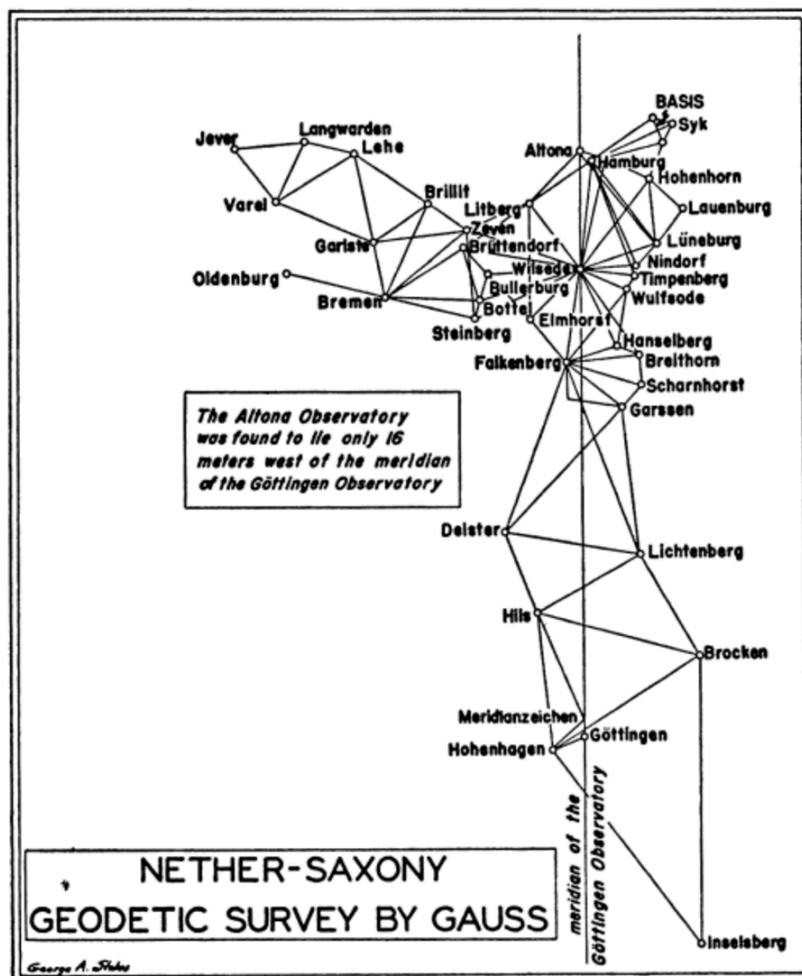 BASIS
Syk
Langwarden
Jever
Lehe
Altona
Hamburg
Hohenhorn
Brillit
Varel
Litberg
Lauenburg
Zeven
Garlste
Brüttendorf
Lüneburg
Oldenburg
Wilsede
Nindorf
Timpenberg
Bullerburg
Bremen
Wulfsode
Bottel
Elmhorst
Steinberg
Hanselberg
Falkenberg
Breithorn
Scharnhorst
Garssen
The Altona Observatory
was found to lie only 16
meters west of the meridian
of the Göttingen Observatory
Deister
Lichtenberg
Hils
Brocken
Meridianzeichen
Göttingen
Hohenhagen
meridian of the
Göttingen Observatory
NETHER-SAXONY
GEODETIC SURVEY BY GAUSS
Inselsberg
George A. Stokes